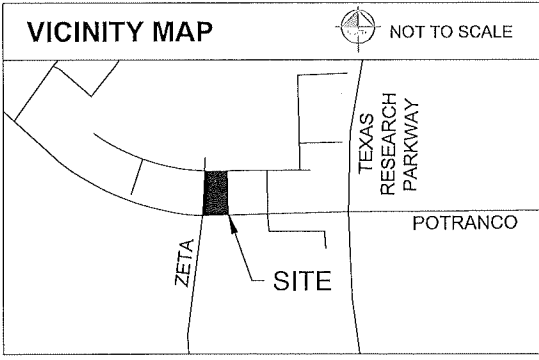 VICINITY MAP
NOT TO SCALE
TEXAS
RESEARCH
PARKWAY
POTRANCO
ZETA
SITE